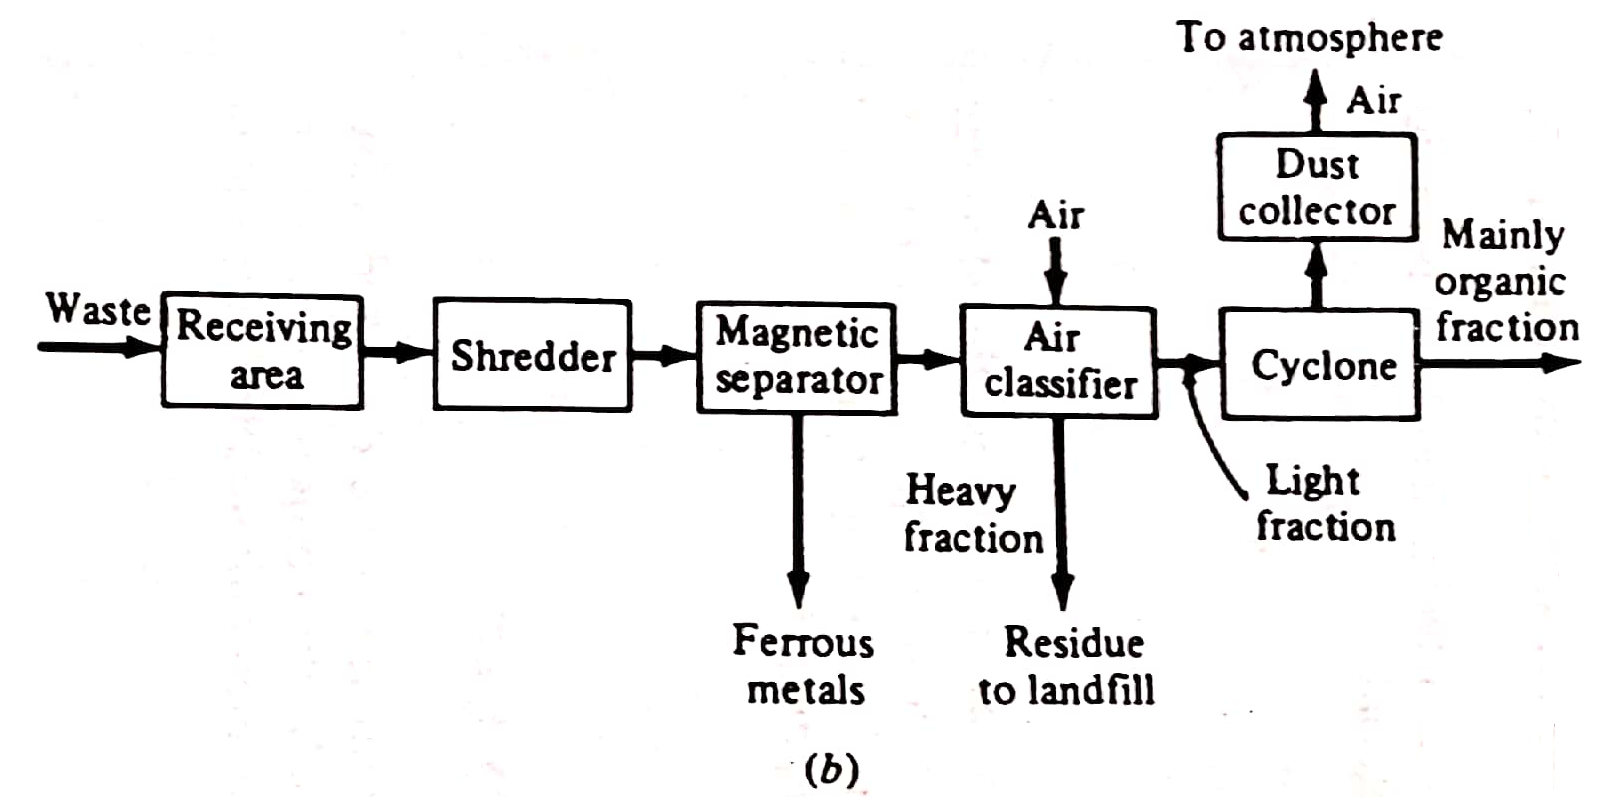 To atmosphere
Air
Dust
collector
Air
Mainly
organic
fraction
Waste
Receiving
area
Shredder
Magnetic
separator
Air
classifier
Cyclone
Heavy
fraction
Light
fraction
Ferrous
metals
Residue
to landfill
(b)